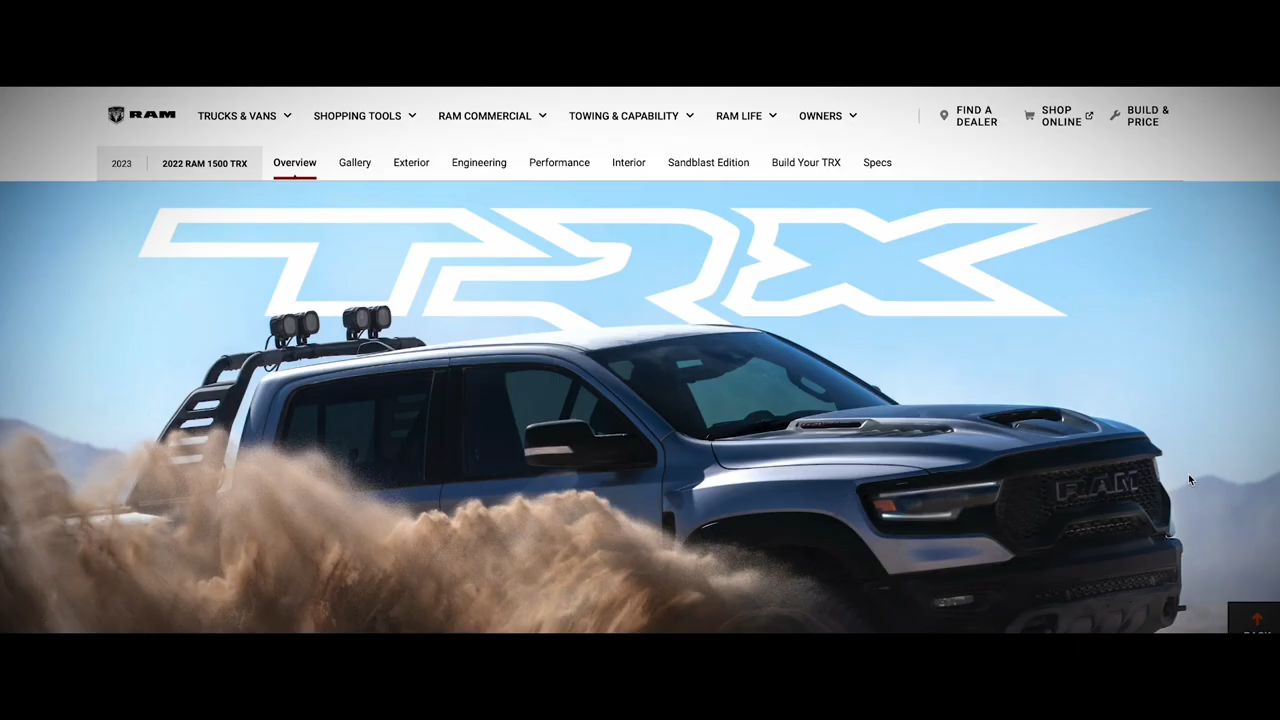 RAM
TRUCKS & VANS
SHOPPING TOOLS
RAM COMMERCIAL
TOWING & CAPABILITY
RAM LIFE
OWNERS
FIND A
DEALER
SHOP
ONLINE
BUILD &
PRICE
2023
2022 RAM 1500 TRX
Overview
Gallery
Exterior
Engineering
Performance
Interior
Sandblast Edition
Build Your TRX
Specs
TRX
RAM